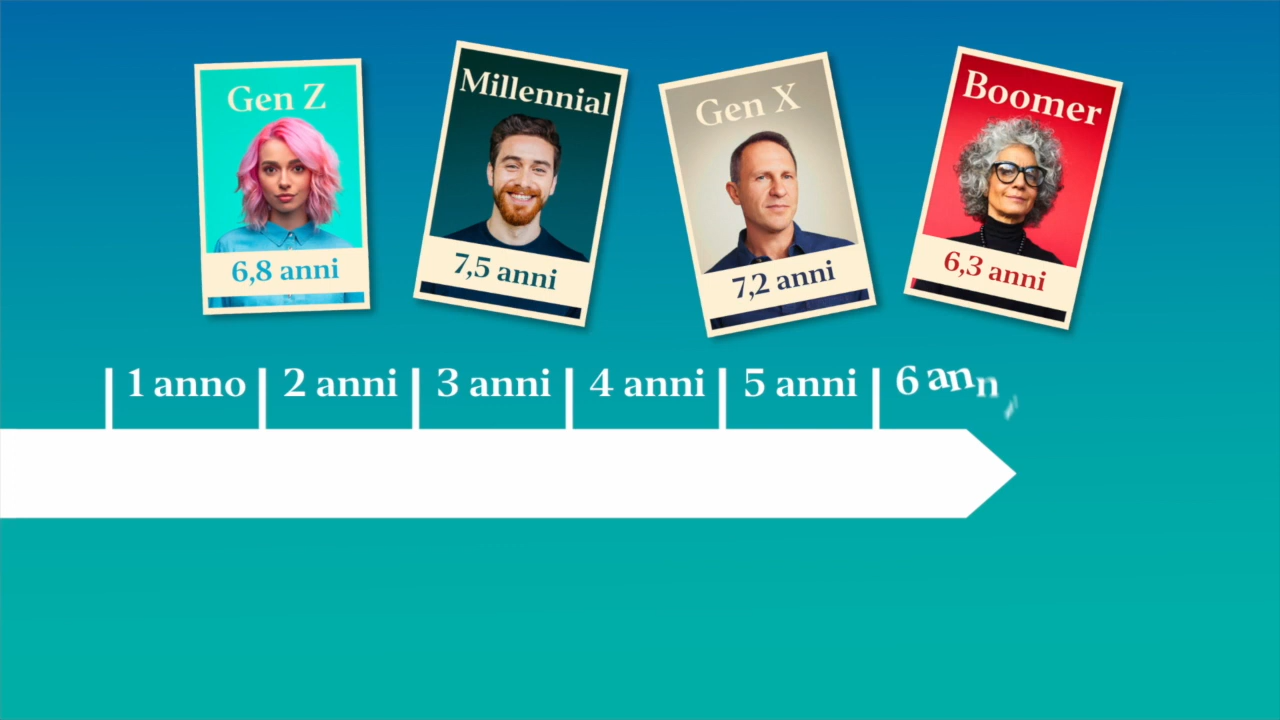 Gen Z
6,8 anni
Millennial
7,5 anni
Gen X
7,2 anni
Boomer
6,3 anni
1 anno
2 anni
3 anni
4 anni
5 anni
6 ann